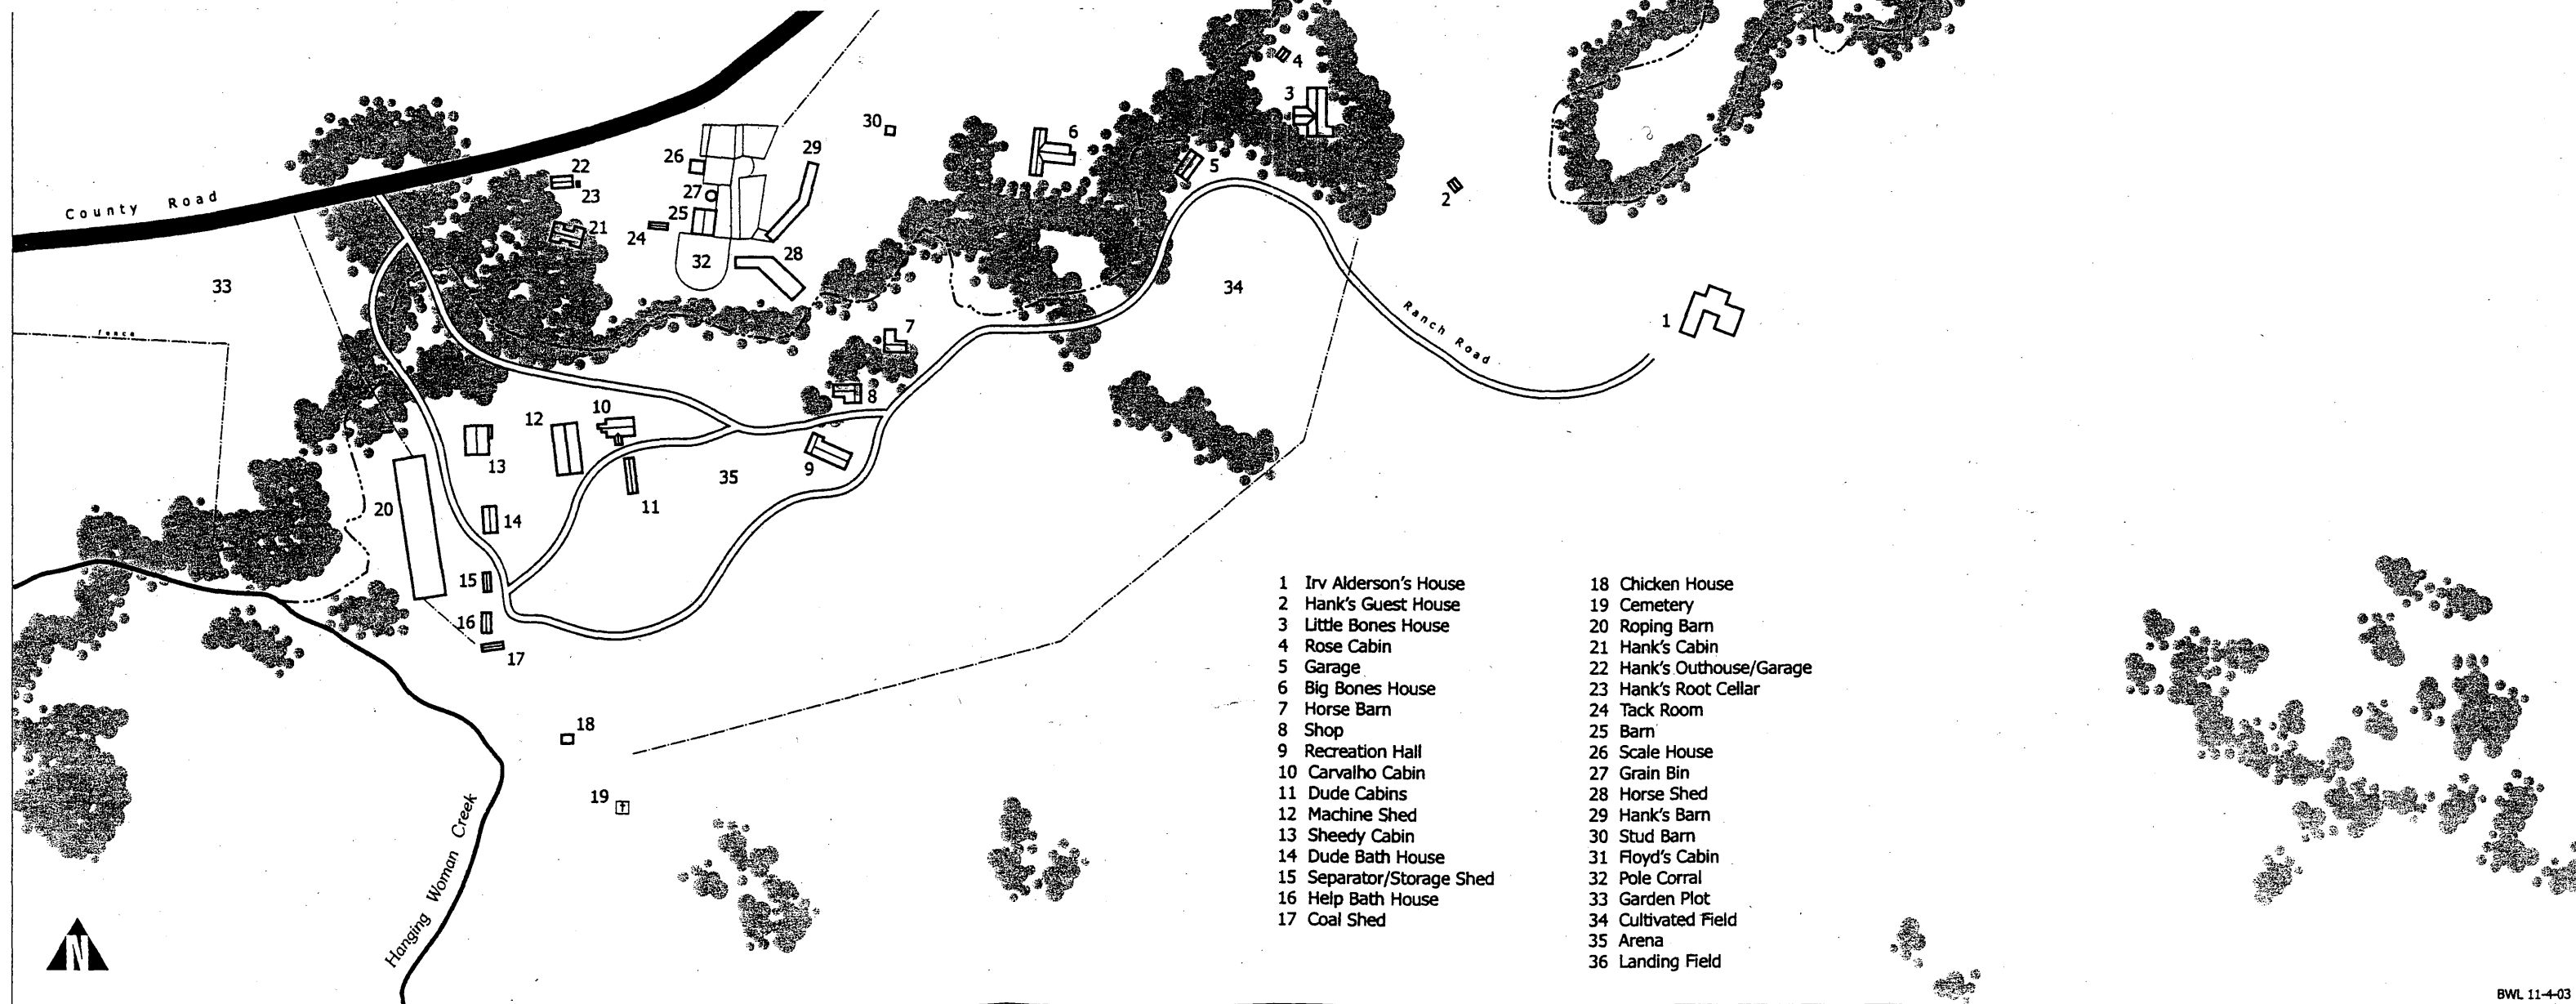 4
3
30
6
29
26
22
5
23
27
2
County Road
25
21
24
28
32
33
34
fence
7
Ranch Road
1
8
10
12
13
9
35
11
20
14
15
16
17
18
19
Hanging Woman Creek
N
1 Irv Alderson's House
2 Hank's Guest House
3 Little Bones House
4 Rose Cabin
5 Garage
6 Big Bones House
7 Horse Barn
8 Shop
9 Recreation Hall
10 Carvalho Cabin
11 Dude Cabins
12 Machine Shed
13 Sheedy Cabin
14 Dude Bath House
15 Separator/Storage Shed
16 Help Bath House
17 Coal Shed
18 Chicken House
19 Cemetery
20 Roping Barn
21 Hank's Cabin
22 Hank's Outhouse/Garage
23 Hank's Root Cellar
24 Tack Room
25 Barn
26 Scale House
27 Grain Bin
28 Horse Shed
29 Hank's Barn
30 Stud Barn
31 Floyd's Cabin
32 Pole Corral
33 Garden Plot
34 Cultivated Field
35 Arena
36 Landing Field
BWL 11-4-03